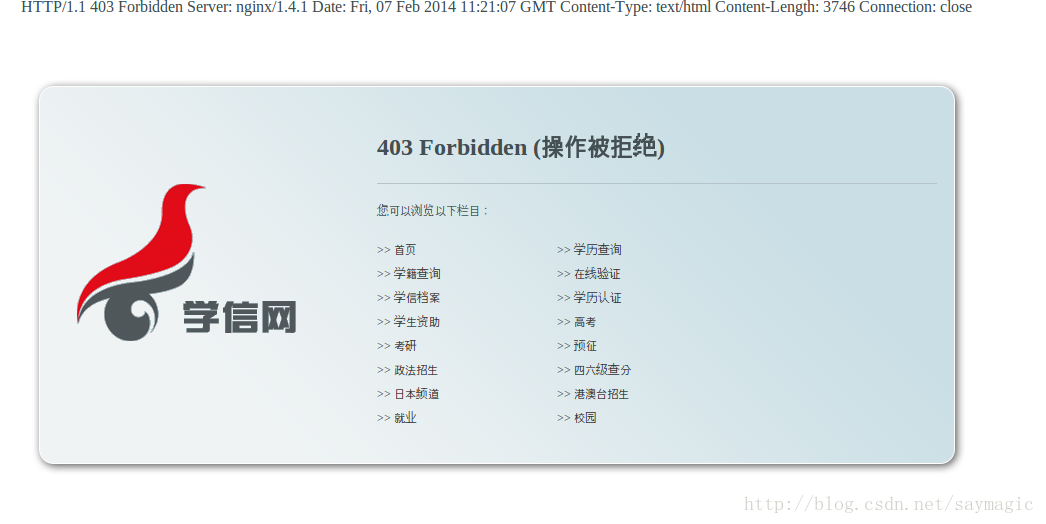 HTTP/1.1 403 Forbidden Server: nginx/1.4.1 Date: Fri, 07 Feb 2014 11:21:07 GMT Content-Type: text/html Content-Length: 3746 Connection: close
403 Forbidden (操作被拒绝)
您可以浏览以下栏目：
>> 首页 >> 学历查询
>> 学籍查询 >> 在线验证
>> 学信档案 >> 学历认证
学信网
>> 学生资助 >> 高考
>> 考研 >> 预征
>> 政法招生 >> 四六级查分
>> 日本频道 >> 港澳台招生
>> 就业 >> 校园
http://blog.csdn.net/saymagic